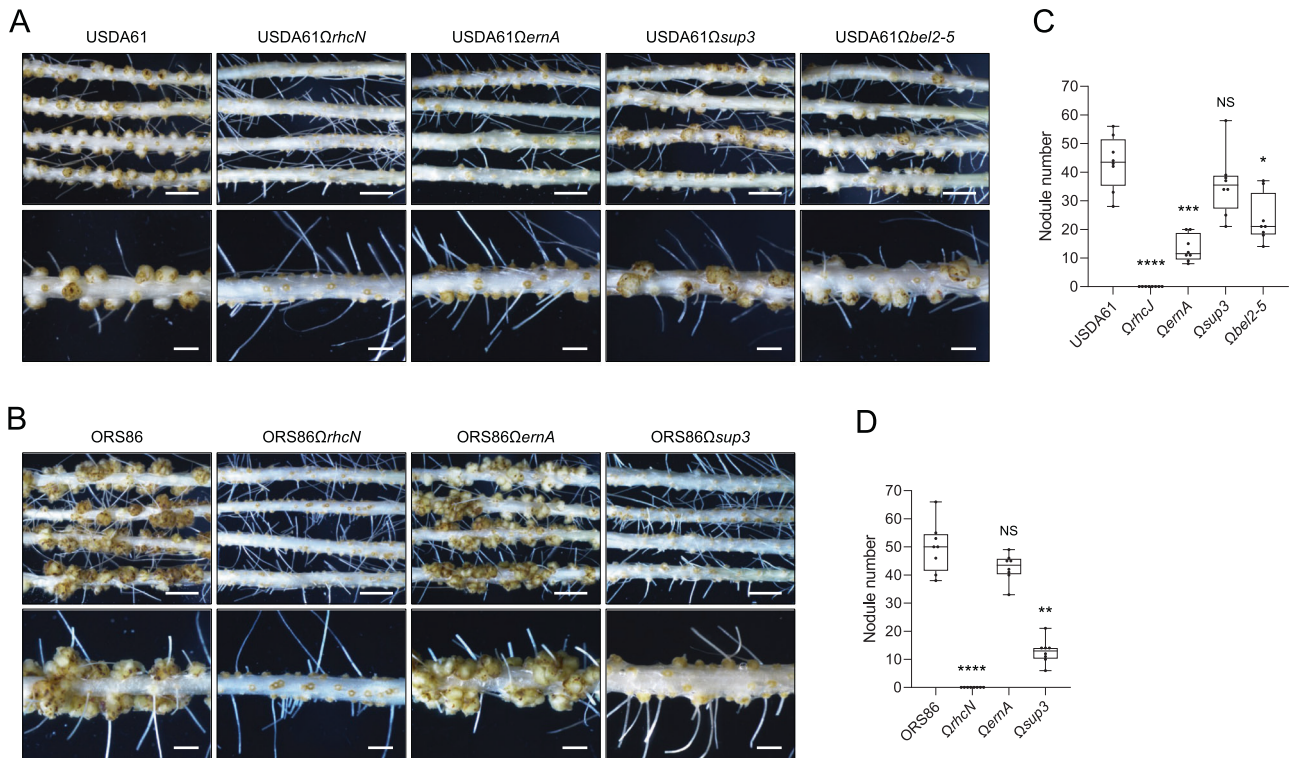 A
USDA61
USDA61ΩrhcN
USDA61ΩernA
USDA61Ωsup3
USDA61Ωbel2-5
B
ORS86
ORS86ΩrhcN
ORS86ΩernA
ORS86Ωsup3
C
Nodule number
70
60
50
40
30
20
10
0
****
***
NS
*
USDA61
ΩrhcJ
ΩernA
Ωsup3
Ωbel2-5
D
Nodule number
70
60
50
40
30
20
10
0
****
NS
**
ORS86
ΩrhcN
ΩernA
Ωsup3